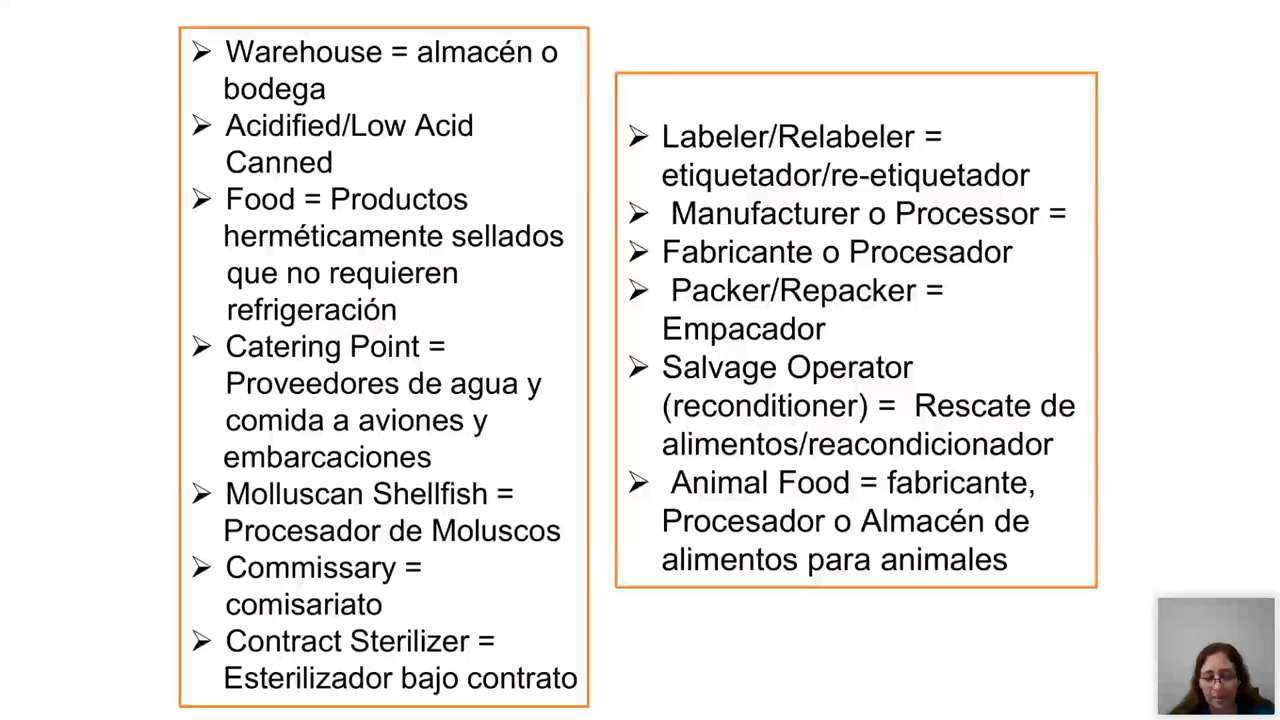 ➢ Warehouse = almacén o
bodega
➢ Acidified/Low Acid
Canned
➢ Food = Productos
herméticamente sellados
que no requieren
refrigeración
➢ Catering Point =
Proveedores de agua y
comida a aviones y
embarcaciones
➢ Molluscan Shellfish =
Procesador de Moluscos
➢ Commissary =
comisariato
➢ Contract Sterilizer =
Esterilizador bajo contrato
➢ Labeler/Relabeler =
etiquetador/re-etiquetador
➢ Manufacturer o Processor =
➢ Fabricante o Procesador
➢ Packer/Repacker =
Empacador
➢ Salvage Operator
(reconditioner) = Rescate de
alimentos/reacondicionador
➢ Animal Food = fabricante,
Procesador o Almacén de
alimentos para animales